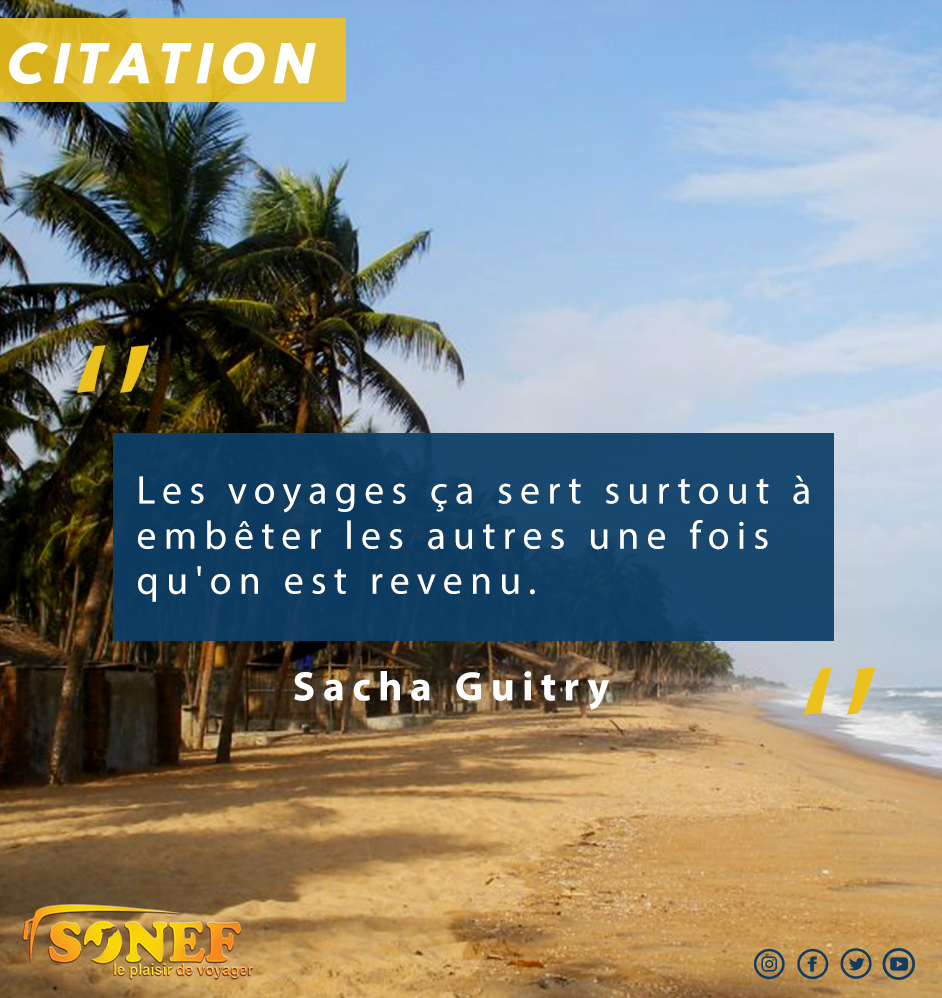 CITATION
Les voyages ça sert surtout à
embêter les autres une fois
qu'on est revenu.
Sacha Guitry
SONEF
le plaisir de voyager